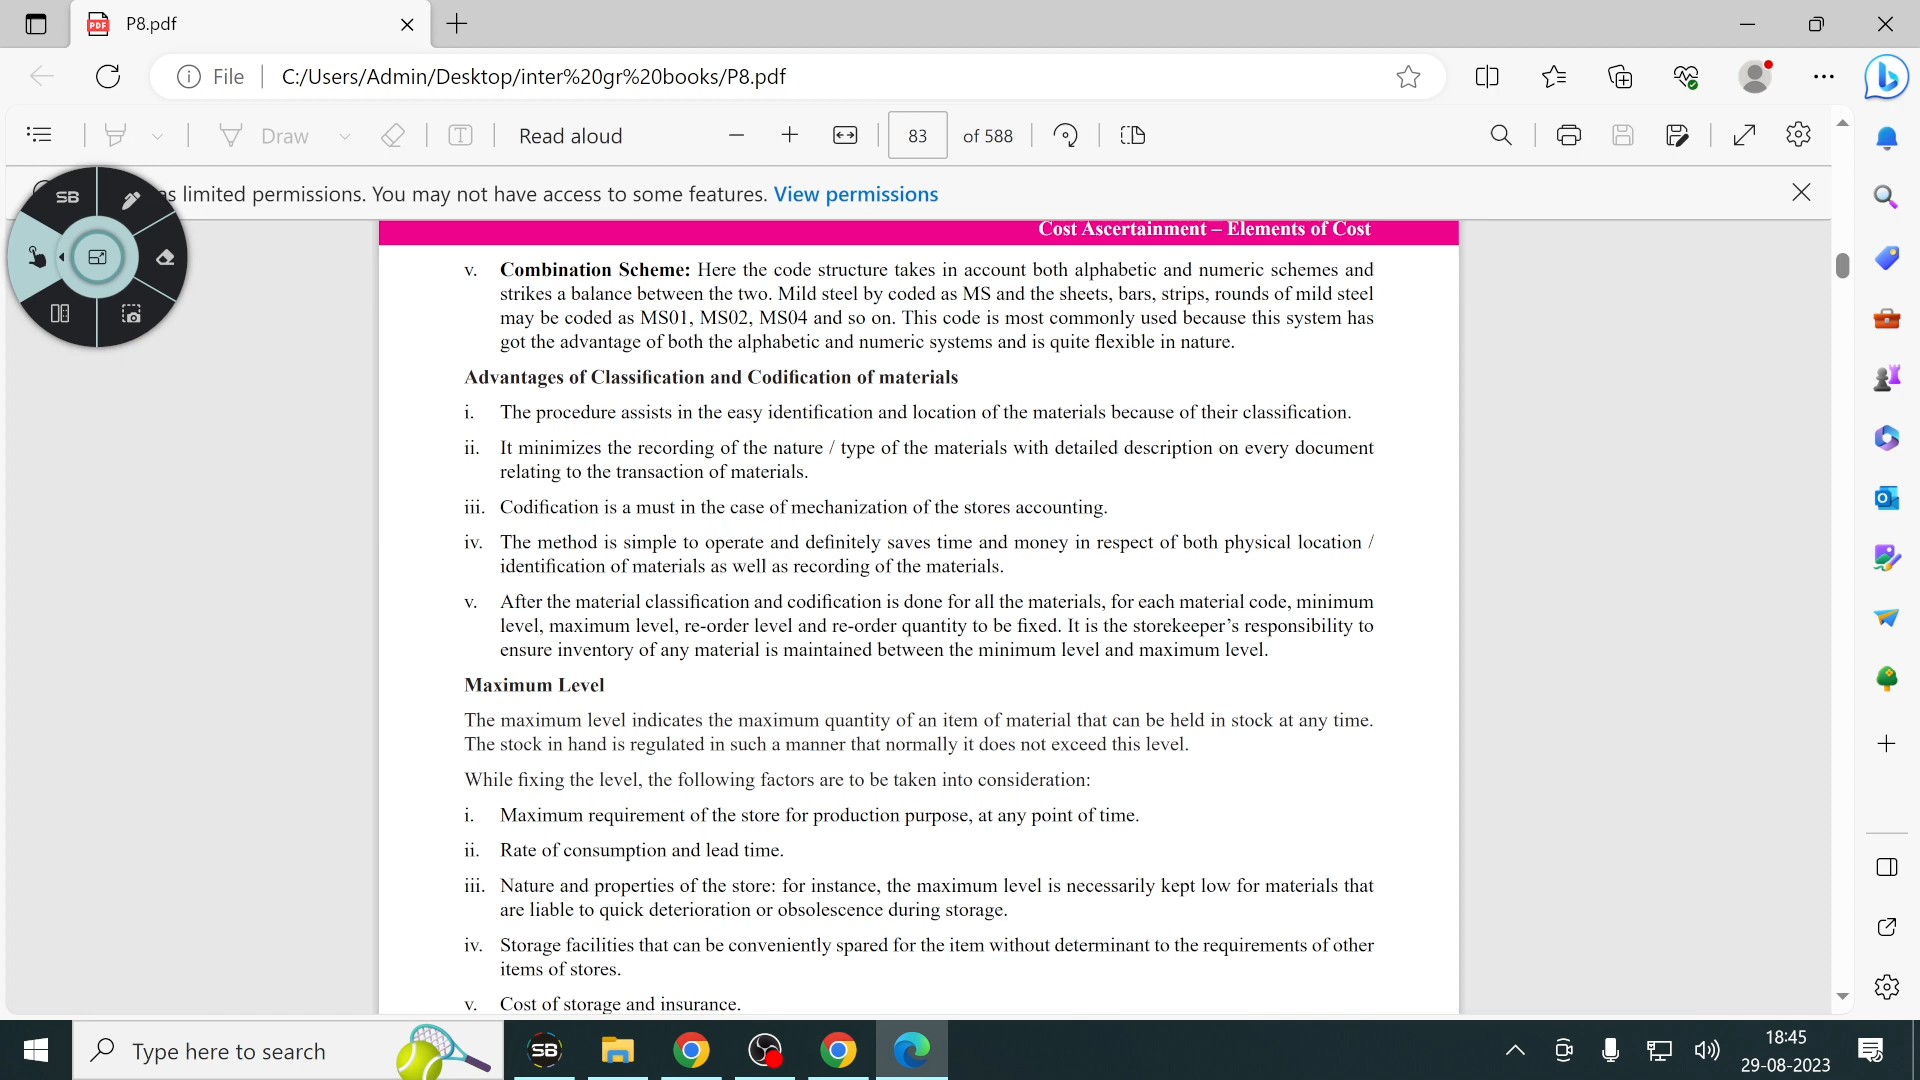 P8.pdf
File
C:/Users/Admin/Desktop/inter%20gr%20books/P8.pdf
Draw
Read aloud
83
of 588
SB
s limited permissions. You may not have access to some features. View permissions
Cost Ascertainment – Elements of Cost
v. Combination Scheme: Here the code structure takes in account both alphabetic and numeric schemes and
strikes a balance between the two. Mild steel by coded as MS and the sheets, bars, strips, rounds of mild steel
may be coded as MS01, MS02, MS04 and so on. This code is most commonly used because this system has
got the advantage of both the alphabetic and numeric systems and is quite flexible in nature.
Advantages of Classification and Codification of materials
i. The procedure assists in the easy identification and location of the materials because of their classification.
ii. It minimizes the recording of the nature / type of the materials with detailed description on every document
relating to the transaction of materials.
iii. Codification is a must in the case of mechanization of the stores accounting.
iv. The method is simple to operate and definitely saves time and money in respect of both physical location /
identification of materials as well as recording of the materials.
v. After the material classification and codification is done for all the materials, for each material code, minimum
level, maximum level, re-order level and re-order quantity to be fixed. It is the storekeeper's responsibility to
ensure inventory of any material is maintained between the minimum level and maximum level.
Maximum Level
The maximum level indicates the maximum quantity of an item of material that can be held in stock at any time.
The stock in hand is regulated in such a manner that normally it does not exceed this level.
While fixing the level, the following factors are to be taken into consideration:
i. Maximum requirement of the store for production purpose, at any point of time.
ii. Rate of consumption and lead time.
iii. Nature and properties of the store: for instance, the maximum level is necessarily kept low for materials that
are liable to quick deterioration or obsolescence during storage.
iv. Storage facilities that can be conveniently spared for the item without determinant to the requirements of other
items of stores.
v. Cost of storage and insurance.
Type here to search
SB
18:45
29-08-2023